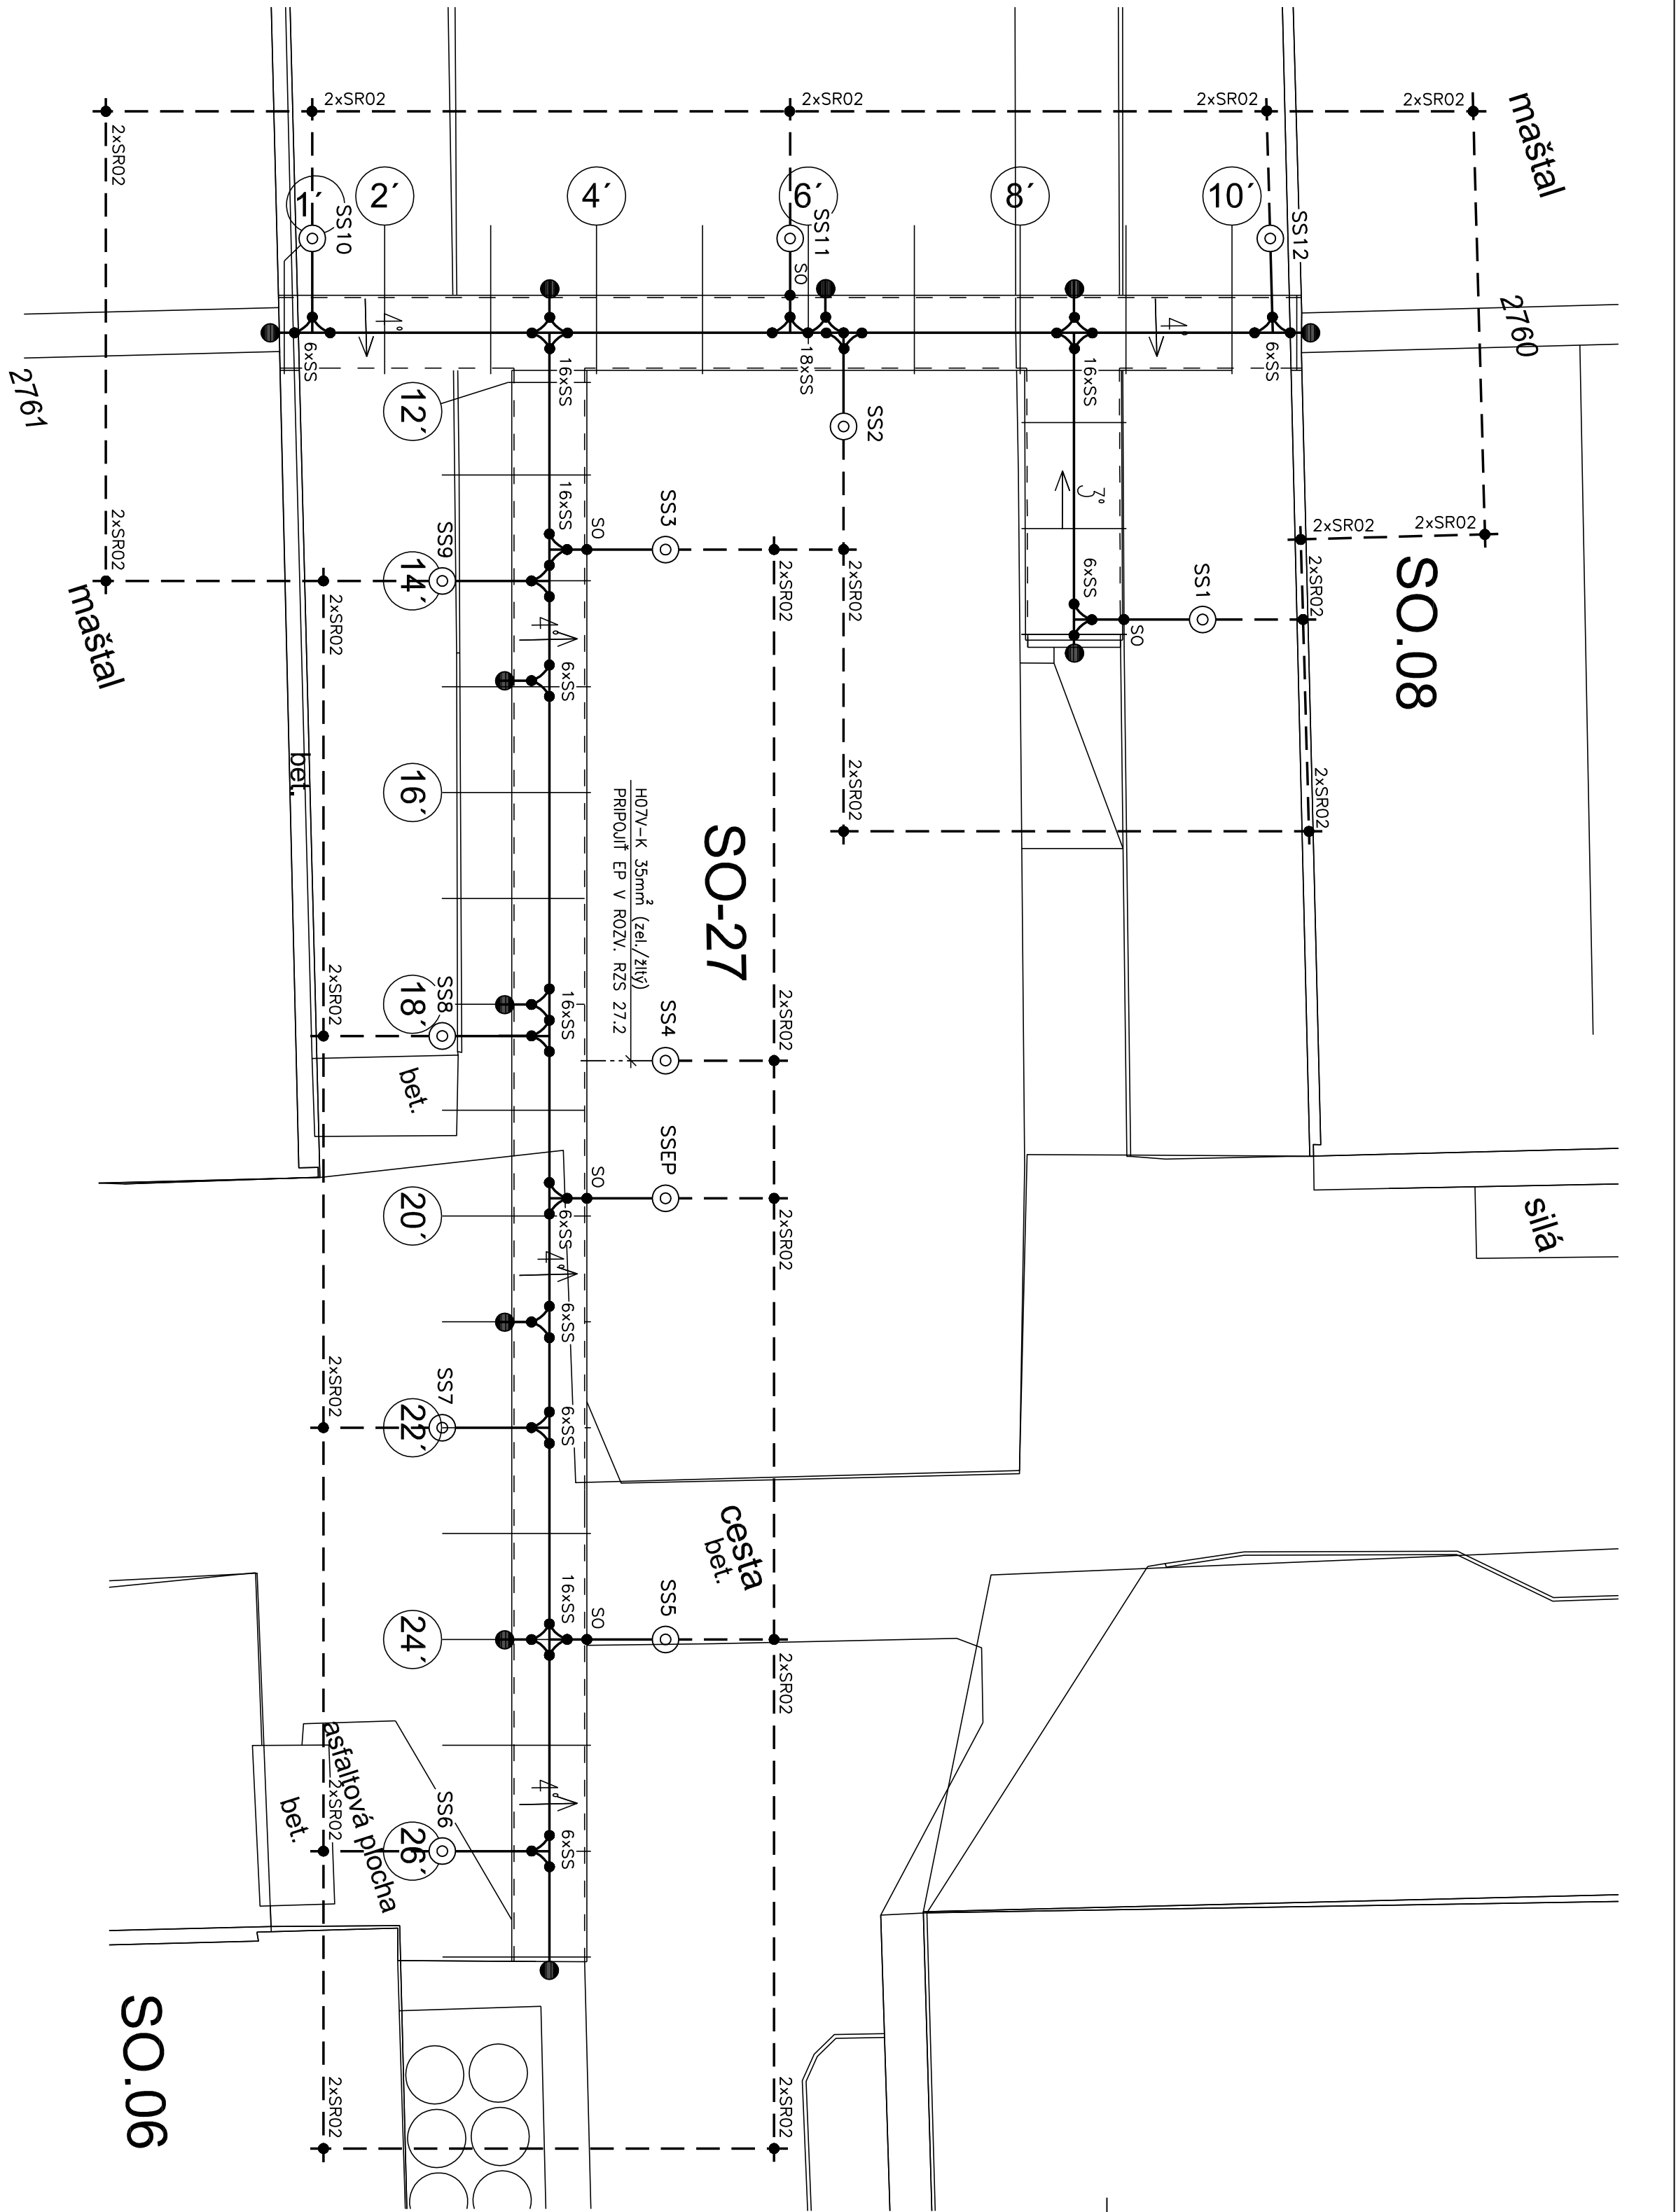 2xSR02
2xSR02
2xSR02
2xSR02
maštal
2xSR02
1´
2´
4´
6´
8´
10´
SS10
SS11
SS12
SO
2760
4°
4°
6xSS
16xSS
18xSS
16xSS
6xSS
2761
12´
SS2
16xSS
SO
SS3
2xSR02
2xSR02
2xSR02
SS9
14´
2xSR02
2xSR02
3°
6xSS
SS1
SO
2xSR02
SO.08
maštal
2xSR02
4°
6xSS
bet.
16´
H07V-K 35mm² (zel./žltý)
PRIPOJIŤ EP V ROZV. RZS 27.2
SO-27
2xSR02
2xSR02
2xSR02
SS8
18´
16xSS
SS4
2xSR02
bet.
SSEP
SO
20´
6xSS
2xSR02
silá
4°
6xSS
2xSR02
SS7
22´
6xSS
cesta
bet.
16xSS
SO
SS5
24´
2xSR02
asfaltová plocha
bet.
2xSR02
SS6
26´
4°
6xSS
SO.06
2xSR02
2xSR02